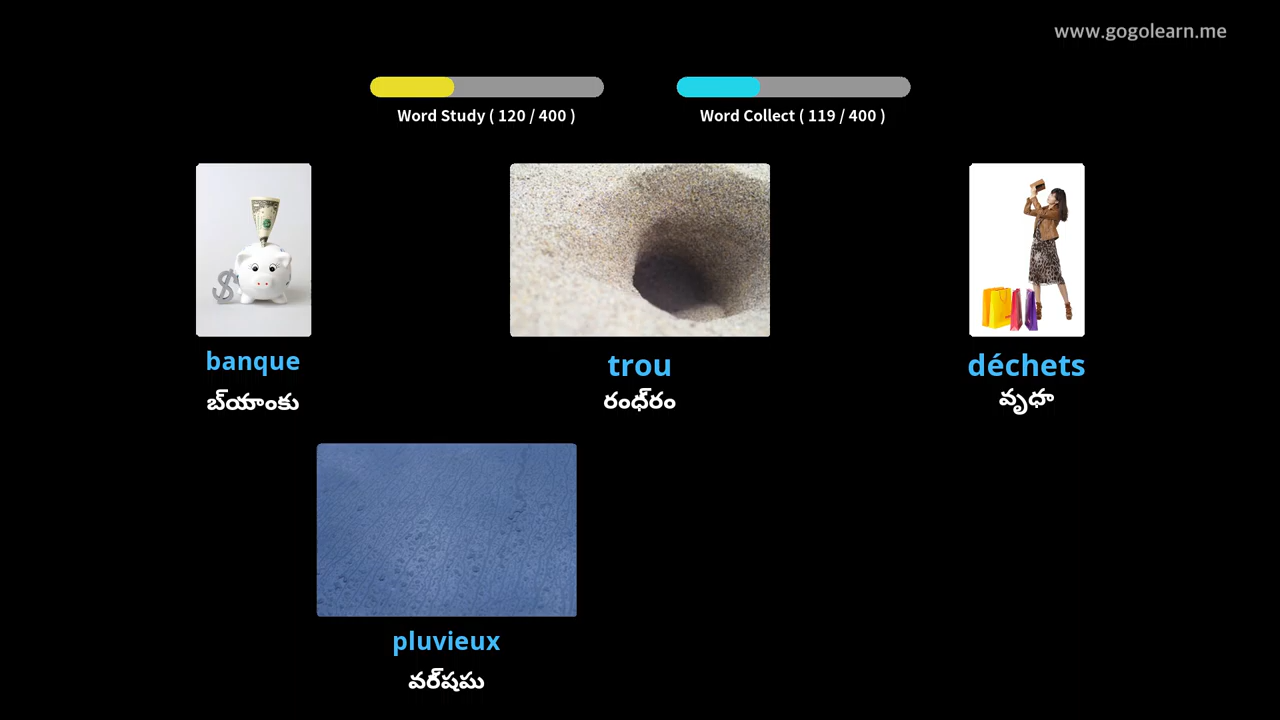 www.gogolearn.me
Word Study ( 120 / 400 )
Word Collect ( 119 / 400 )
banque
trou
déchets
బ్‌యాంకు
రంధ్‌రం
వృధా
pluvieux
వర్‌షపు